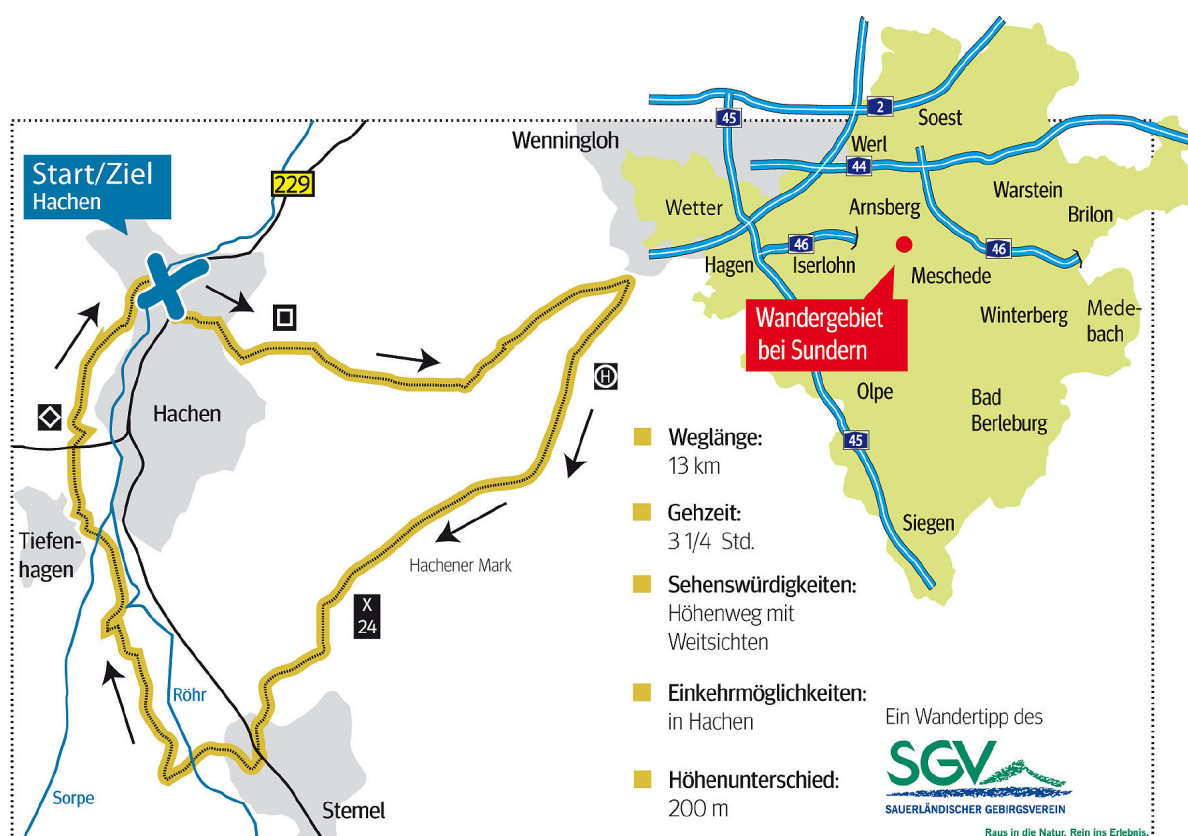 Start/Ziel
Hachen
229
Wenningloh
Hachen
Tiefen-
hagen
Hachener Mark
X
24
H
Röhr
Sorpe
Stemel
45
2
Soest
Werl
44
Warstein
Wetter
Arnsberg
Brilon
46
46
Hagen
Iserlohn
Meschede
Winterberg
Mede-
bach
Wandergebiet
bei Sundern
Olpe
Bad
Berleburg
45
Siegen
Weglänge:
13 km
Gehzeit:
3 1/4 Std.
Sehenswürdigkeiten:
Höhenweg mit
Weitsichten
Einkehrmöglichkeiten:
in Hachen
Höhenunterschied:
200 m
Ein Wandertipp des
SGV
SAUERLÄNDISCHER GEBIRGSVEREIN
Raus in die Natur. Rein ins Erlebnis.